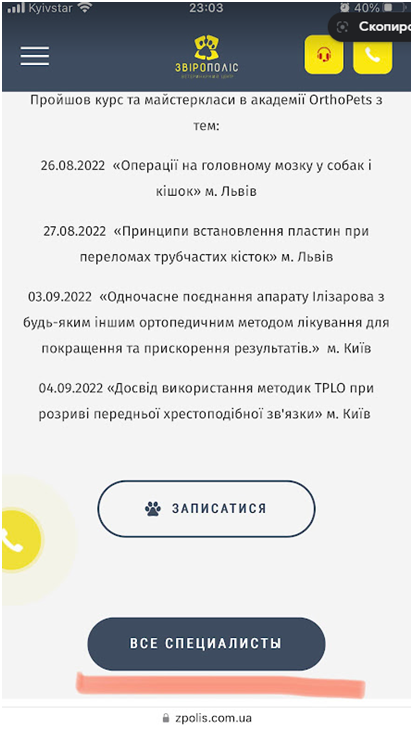 Kyivstar 23:03 40%
Скопиро
ЗВІРОПОЛІС
ВЕТЕРИНАРНИЙ ЦЕНТР
Пройшов курс та майстеркласи в академії OrthoPets з
тем:
26.08.2022 «Операції на головному мозку у собак і
кішок» м. Львів
27.08.2022 «Принципи встановлення пластин при
переломах трубчастих кісток» м. Львів
03.09.2022 «Одночасне поєднання апарату Ілізарова з
будь-яким іншим ортопедичним методом лікування для
покращення та прискорення результатів.» м. Київ
04.09.2022 «Досвід використання методик TPLO при
розриві передньої хрестоподібної зв'язки» м. Київ
ЗАПИСАТИСЯ
ВСЕ СПЕЦИАЛИСТЫ
zpolis.com.ua